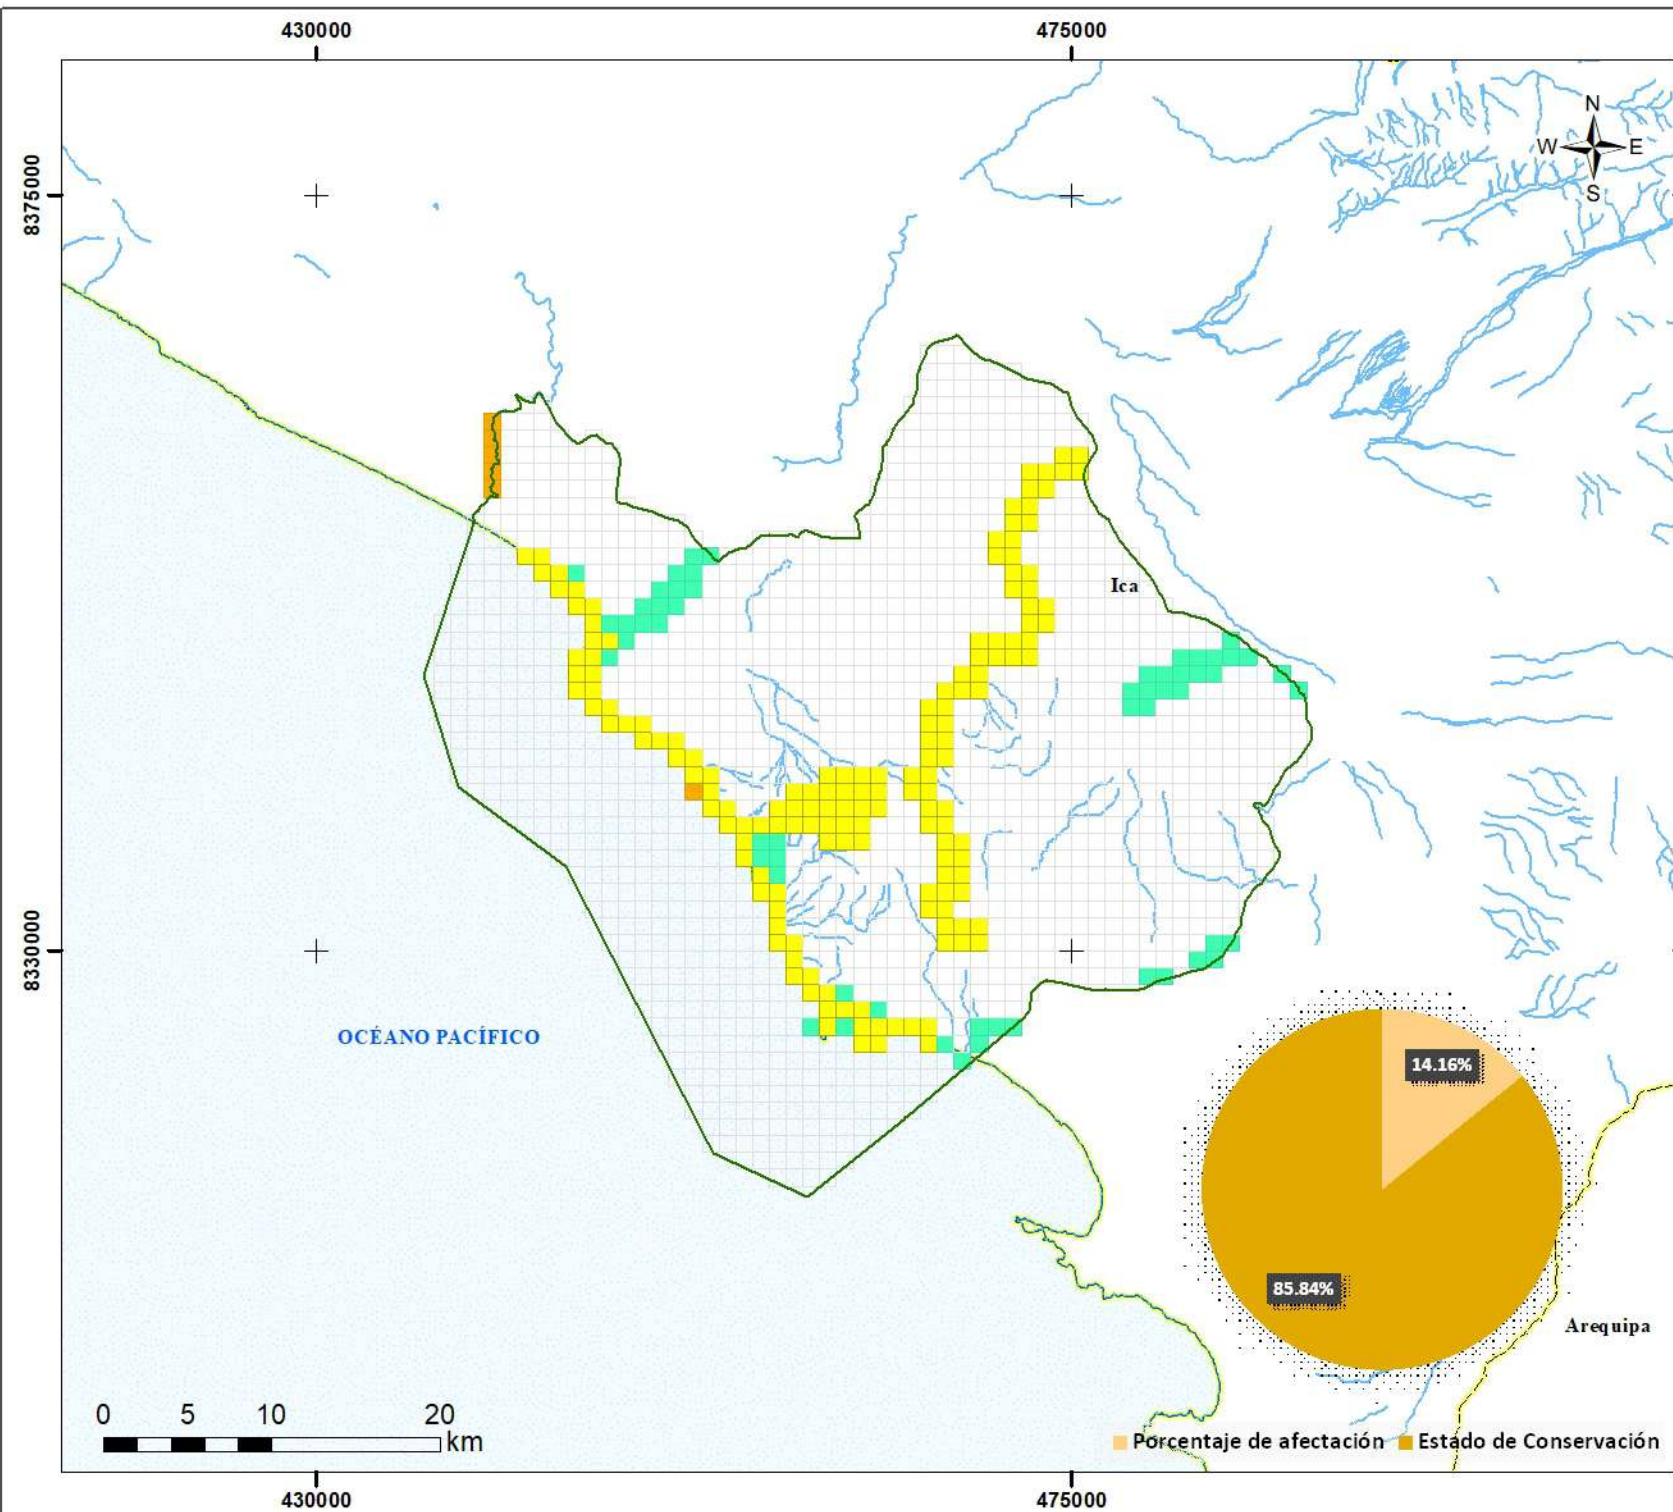 430000 475000
N
W E
S
8375000
Ica
8330000
OCÉANO PACÍFICO
14.16%
85.84%
Arequipa
0 5 10 20
km
Porcentaje de afectación Estado de Conservación
430000 475000